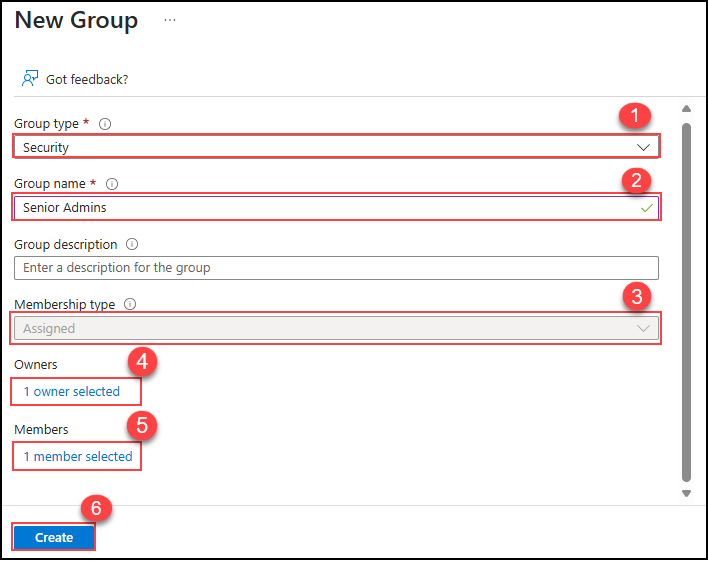 New Group ...
Got feedback?
Group type *
1
Security
Group name *
2
Senior Admins
Group description
Enter a description for the group
Membership type
3
Assigned
Owners
4
1 owner selected
Members
5
1 member selected
6
Create